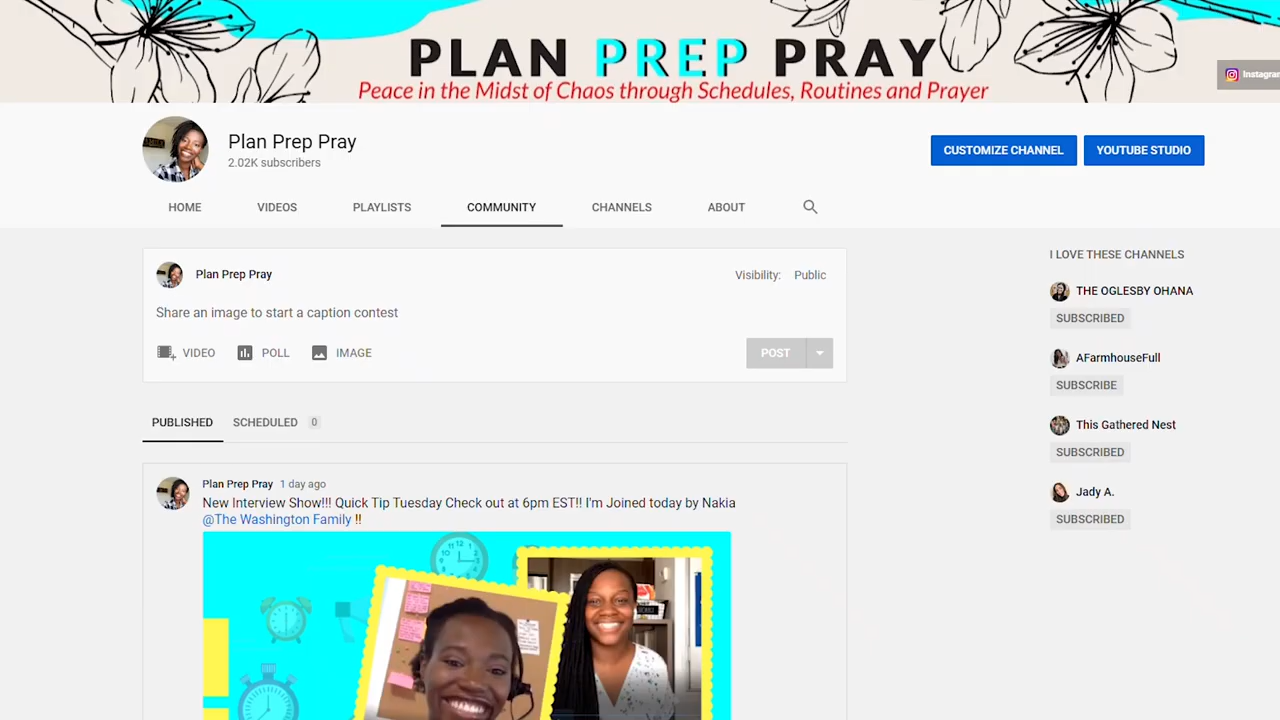 PLAN PREP PRAY
Peace in the Midst of Chaos through Schedules, Routines and Prayer
Instagram
Plan Prep Pray
2.02K subscribers
CUSTOMIZE CHANNEL
YOUTUBE STUDIO
HOME
VIDEOS
PLAYLISTS
COMMUNITY
CHANNELS
ABOUT
Plan Prep Pray
Visibility: Public
Share an image to start a caption contest
VIDEO
POLL
IMAGE
POST
PUBLISHED
SCHEDULED 0
Plan Prep Pray 1 day ago
New Interview Show!!! Quick Tip Tuesday Check out at 6pm EST!! I'm Joined today by Nakia
@The Washington Family !!
I LOVE THESE CHANNELS
THE OGLESBY OHANA
SUBSCRIBED
AFarmhouseFull
SUBSCRIBE
This Gathered Nest
SUBSCRIBED
Jady A.
SUBSCRIBED